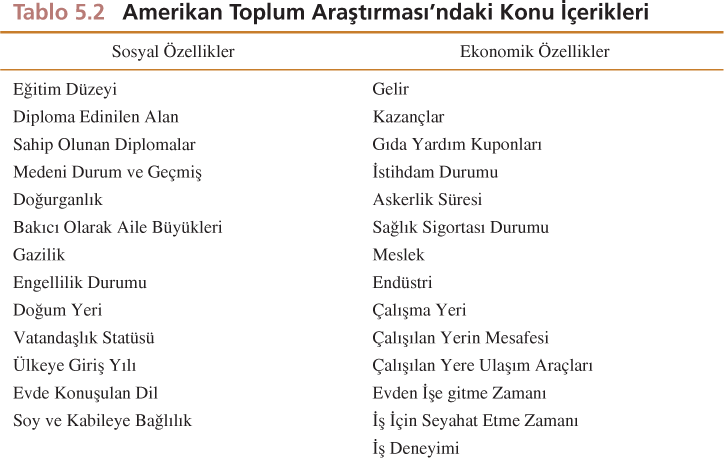 Tablo 5.2 Amerikan Toplum Araştırması’ndaki Konu İçerikleri
Sosyal Özellikler Ekonomik Özellikler
Eğitim Düzeyi Gelir
Diploma Edinilen Alan Kazançlar
Sahip Olunan Diplomalar Gıda Yardım Kuponları
Medeni Durum ve Geçmiş İstihdam Durumu
Doğurganlık Askerlik Süresi
Bakıcı Olarak Aile Büyükleri Sağlık Sigortası Durumu
Gazilik Meslek
Engellilik Durumu Endüstri
Doğum Yeri Çalışma Yeri
Vatandaşlık Statüsü Çalışılan Yerin Mesafesi
Ülkeye Giriş Yılı Çalışılan Yere Ulaşım Araçları
Evde Konuşulan Dil Evden İşe gitme Zamanı
Soy ve Kabileye Bağlılık İş İçin Seyahat Etme Zamanı
İş Deneyimi